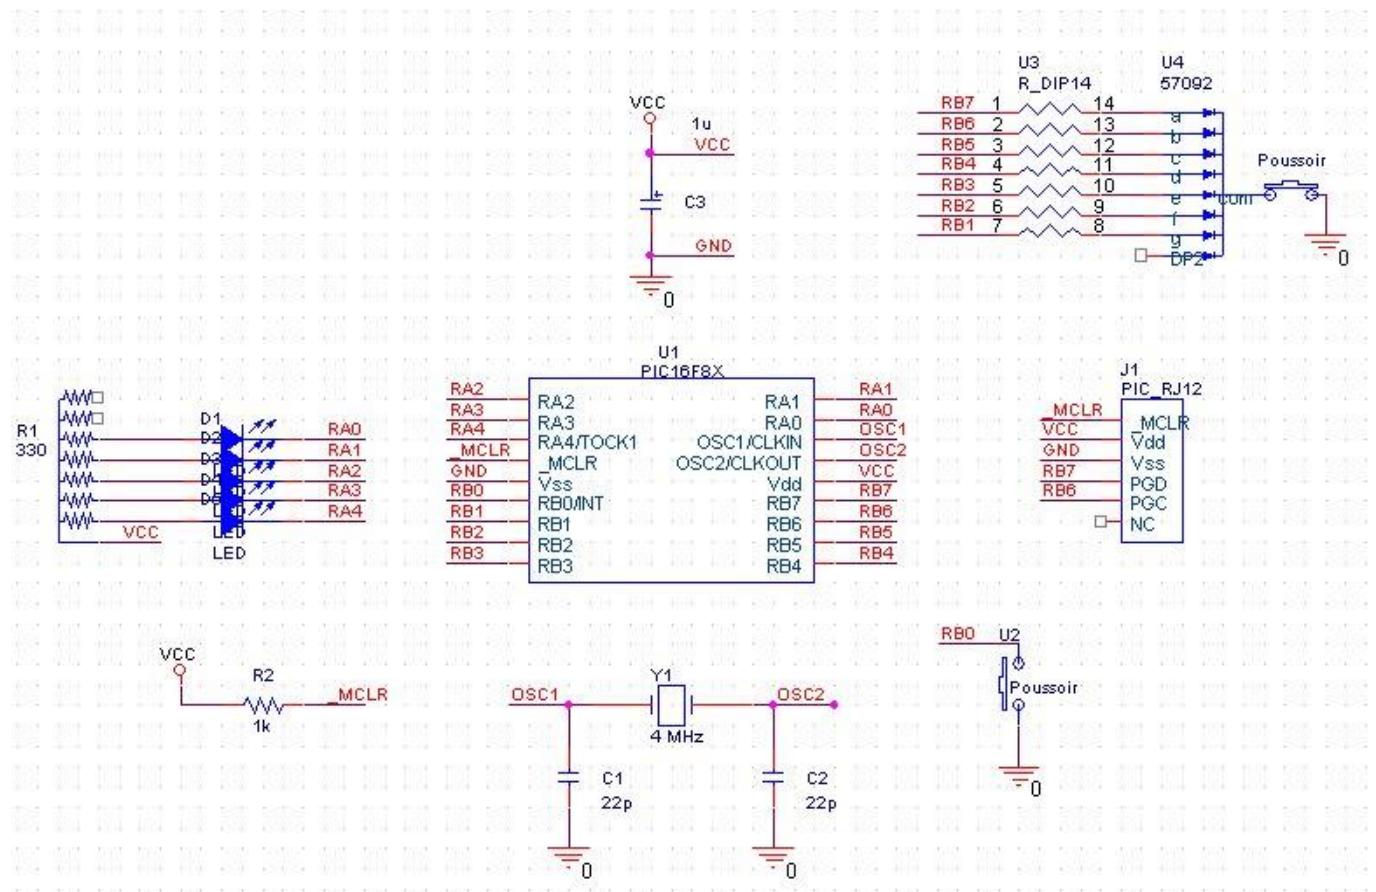 VCC
1u
VCC
C3
GND
0
U3
R_DIP14
U4
57092
RB7 1 14 a
RB6 2 13 b
RB5 3 12 c
RB4 4 11 d
RB3 5 10 e com
RB2 6 9 f
RB1 7 8 g
DP2
Poussoir
0
R1
330
D1
D2
D3
RA0
RA1
RA2
RA3
RA4
VCC
LED
U1
PIC16F8X
RA2 RA2 RA1 RA1
RA3 RA3 RA0 RA0
RA4 RA4/TOCK1 OSC1/CLKIN OSC1
_MCLR _MCLR OSC2/CLKOUT OSC2
GND Vss Vdd VCC
RB0 RB0/INT RB7 RB7
RB1 RB1 RB6 RB6
RB2 RB2 RB5 RB5
RB3 RB3 RB4 RB4
J1
PIC_RJ12
_MCLR _MCLR
VCC Vdd
GND Vss
RB7 PGD
RB6 PGC
NC
VCC
R2
1k
_MCLR
OSC1
Y1
4 MHz
OSC2
C1
22p
0
C2
22p
0
RB0
U2
Poussoir
0